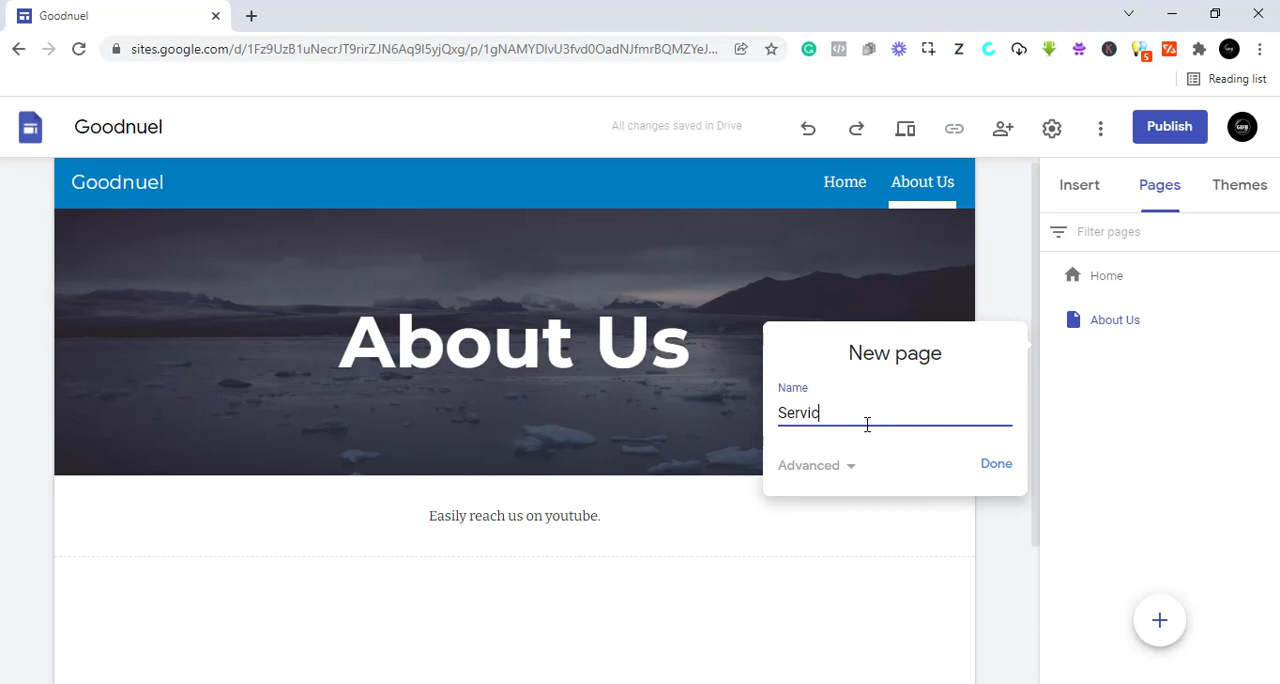 Goodnuel
sites.google.com/d/1Fz9UzB1uNecrJT9rirZJN6Aq9I5yjQxg/p/1gNAMYDlvU3fvd0OadNJfmrBQMZYeJ...
5
Reading list
Goodnuel
All changes saved in Drive
Publish
Goodnuel
Home
About Us
Insert
Pages
Themes
Filter pages
Home
About Us
About Us
New page
Name
Servic
Advanced
Done
Easily reach us on youtube.